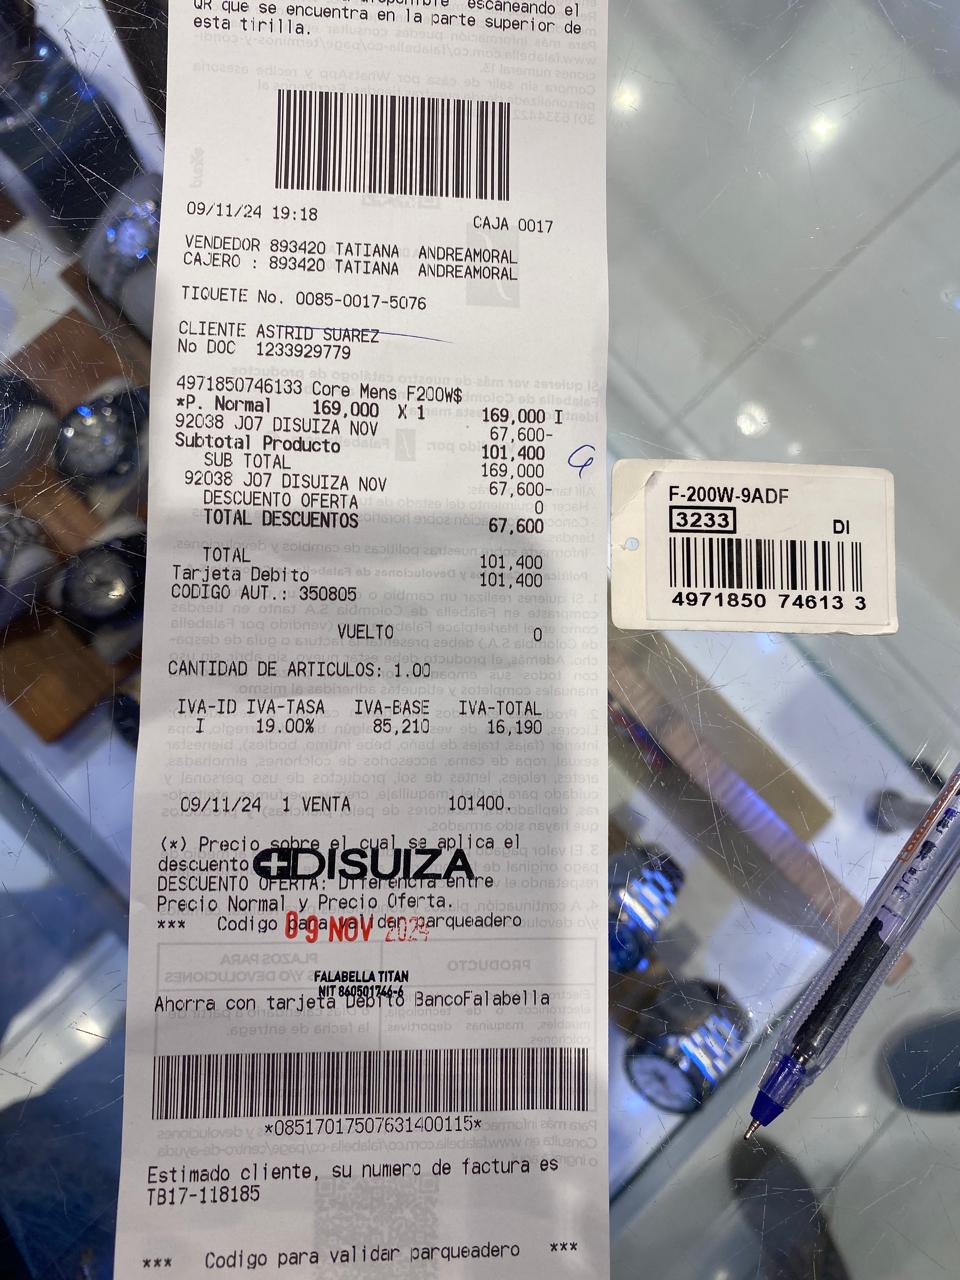 QR que se encuentra en la parte superior de
esta tirilla.
09/11/24 19:18 CAJA 0017
VENDEDOR 893420 TATIANA ANDREAMORAL
CAJERO : 893420 TATIANA ANDREAMORAL
TIQUETE No. 0085-0017-5076
CLIENTE ASTRID SUAREZ
No DOC 1233929779
4971850746133 Core Mens F200W$
*P. Normal 169,000 X 1 169,000 I
92038 J07 DISUIZA NOV 67,600-
Subtotal Producto 101,400
SUB TOTAL 169,000
92038 J07 DISUIZA NOV 67,600-
DESCUENTO OFERTA 0
TOTAL DESCUENTOS 67,600
TOTAL 101,400
Tarjeta Debito 101,400
CODIGO AUT.: 350805
VUELTO 0
CANTIDAD DE ARTICULOS: 1.00
IVA-ID IVA-TASA IVA-BASE IVA-TOTAL
I 19.00% 85,210 16,190
09/11/24 1 VENTA 101400.
(*) Precio sobre el cual se aplica el
descuento
DISUIZA
DESCUENTO OFERTA: Diferencia entre
Precio Normal y Precio Oferta.
*** Codigo para validar parqueadero
09 NOV 2024
FALABELLA TITAN
NIT 860501746-6
Ahorra con tarjeta Debito BancoFalabella
*08517017507631400115*
Estimado cliente, su numero de factura es
TB17-118185
*** Codigo para validar parqueadero ***
F-200W-9ADF
3233 DI
4971850 74613 3